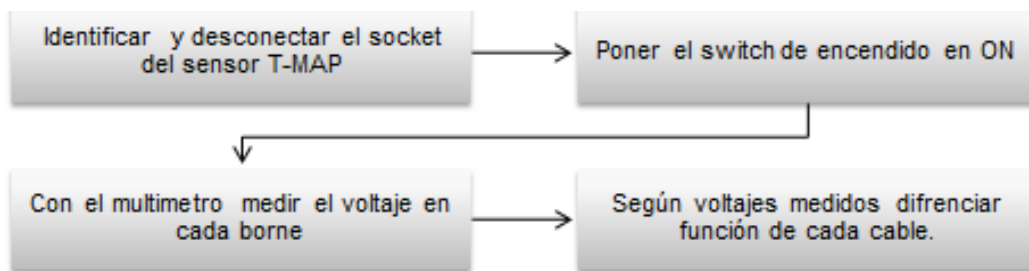 Identificar y desconectar el socket
del sensor T-MAP
Poner el switch de encendido en ON
Con el multimetro medir el voltaje en
cada borne
Según voltajes medidos difrenciar
función de cada cable.